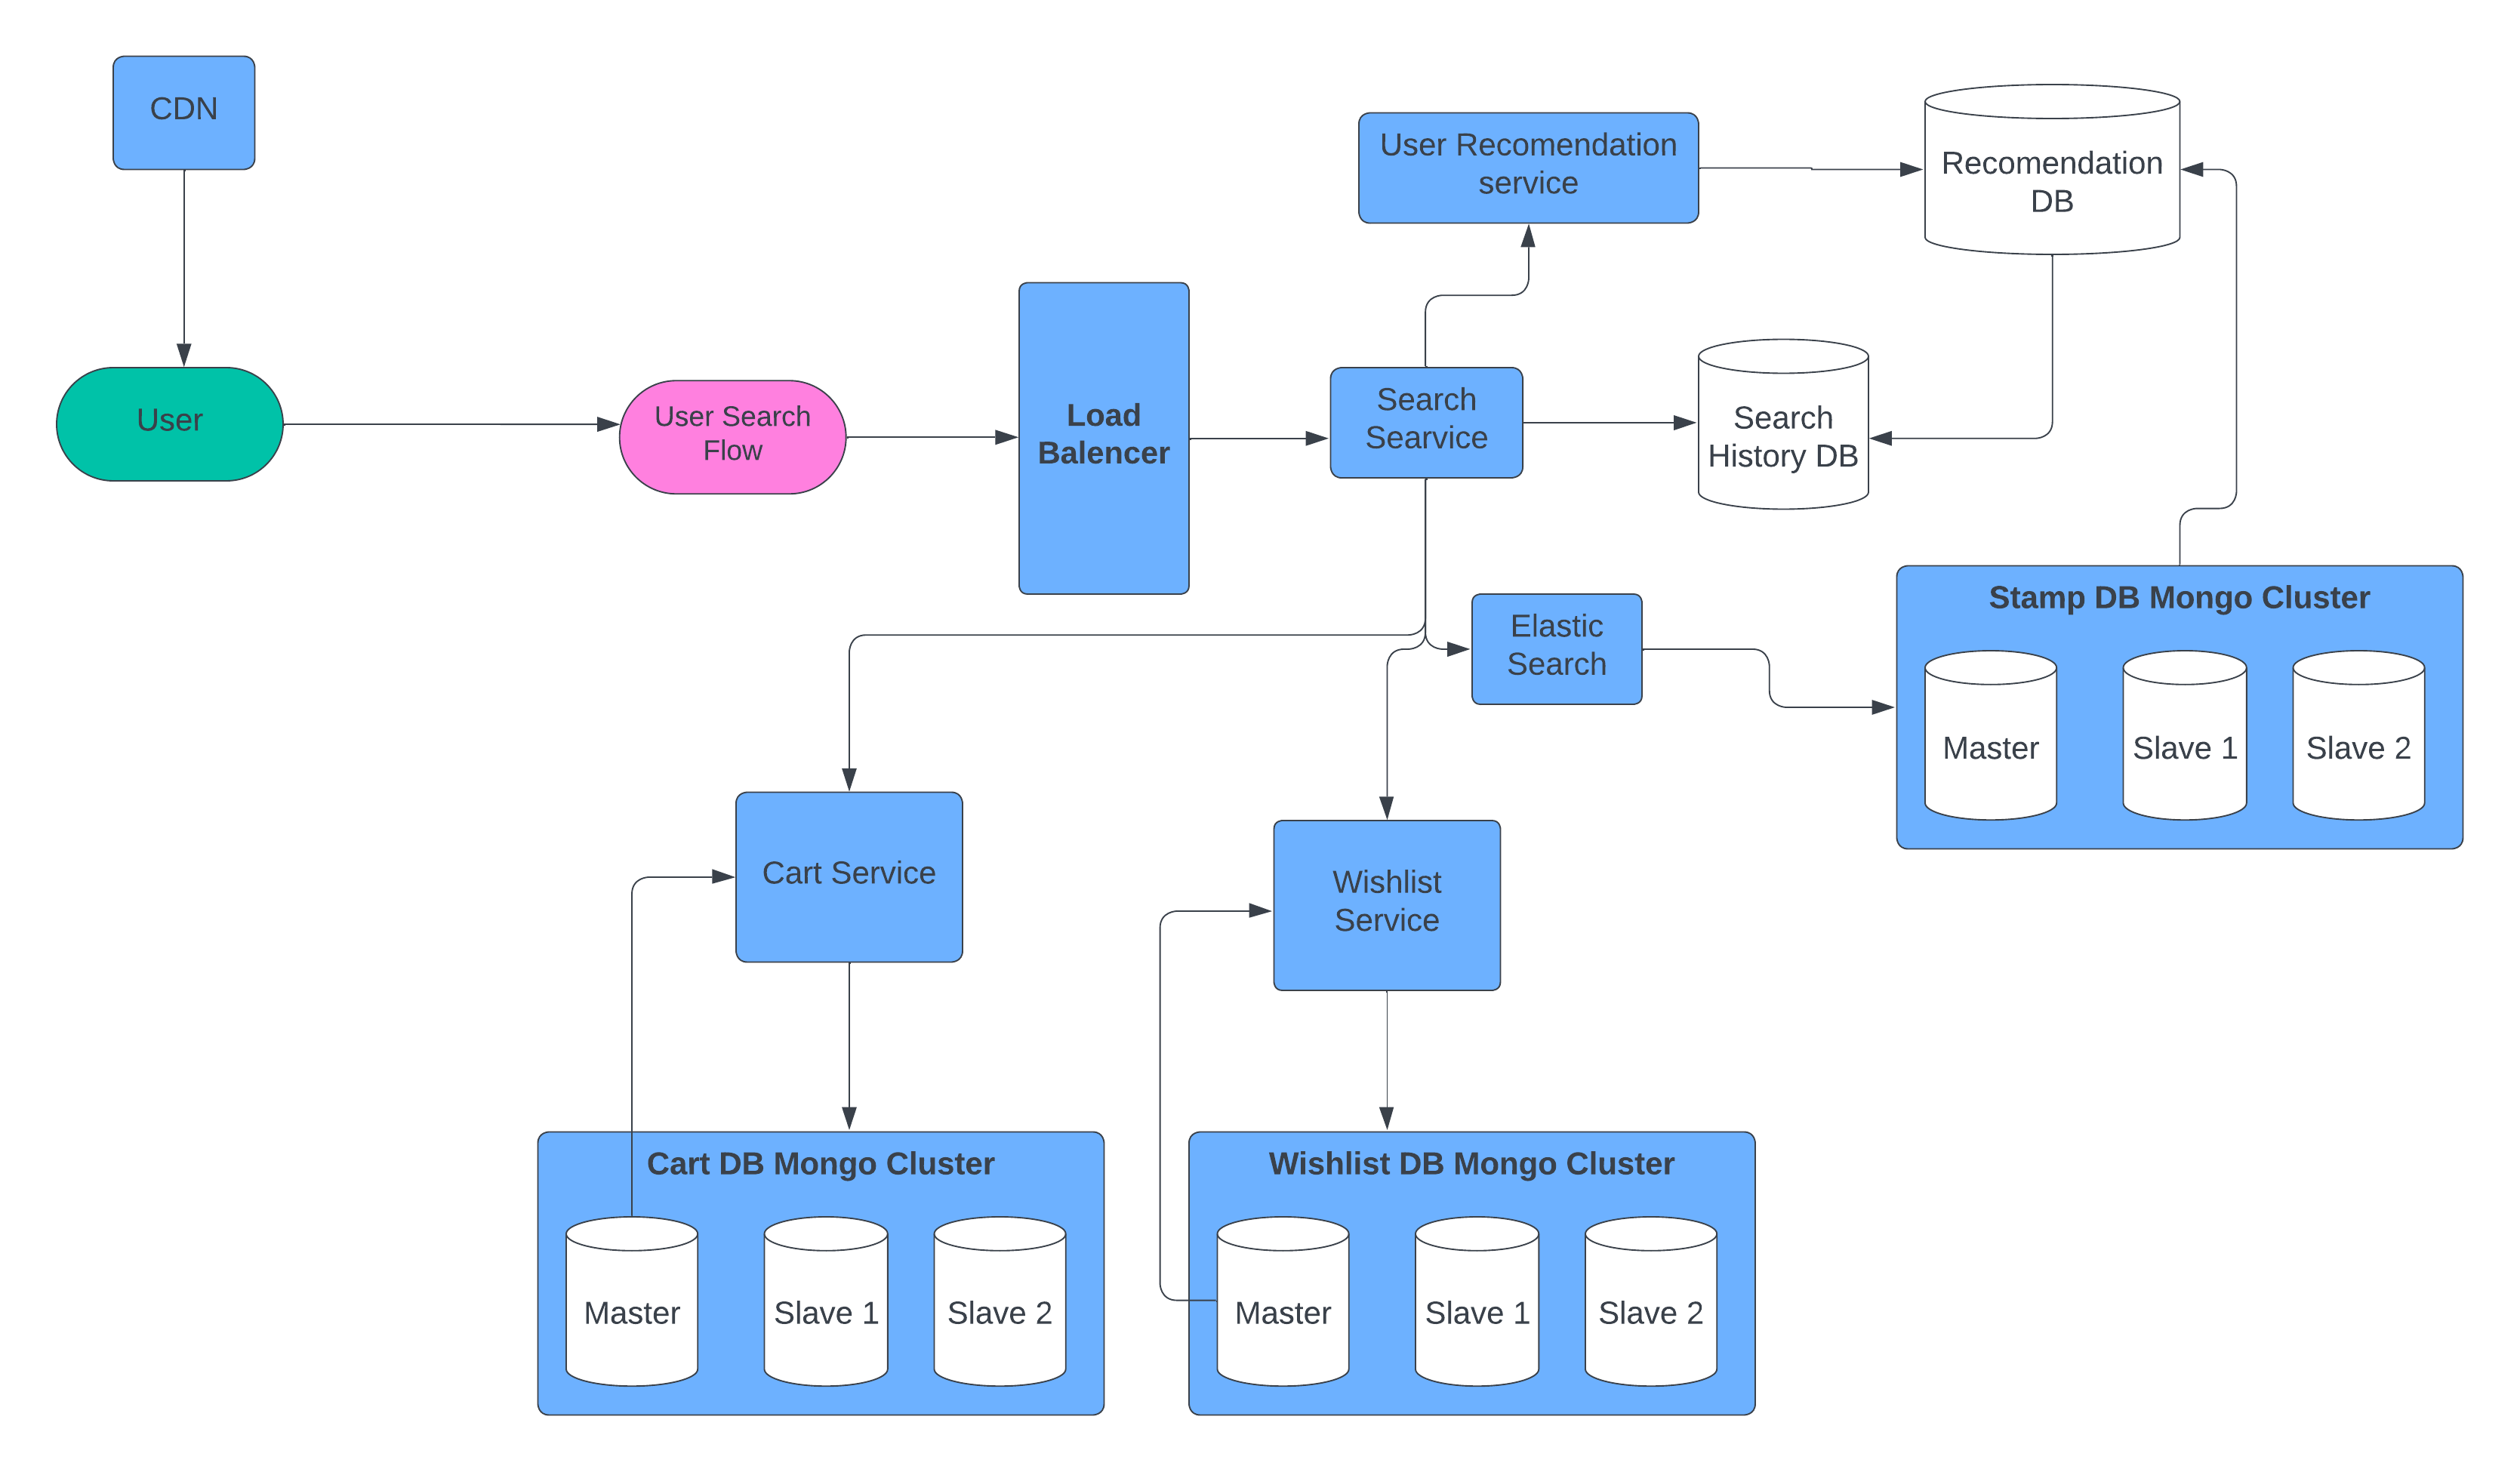 CDN
User Recomendation
service
Recomendation
DB
User
User Search
Flow
Load
Balencer
Search
Searvice
Search
History DB
Elastic
Search
Stamp DB Mongo Cluster
Master
Slave 1
Slave 2
Cart Service
Wishlist
Service
Cart DB Mongo Cluster
Master
Slave 1
Slave 2
Wishlist DB Mongo Cluster
Master
Slave 1
Slave 2